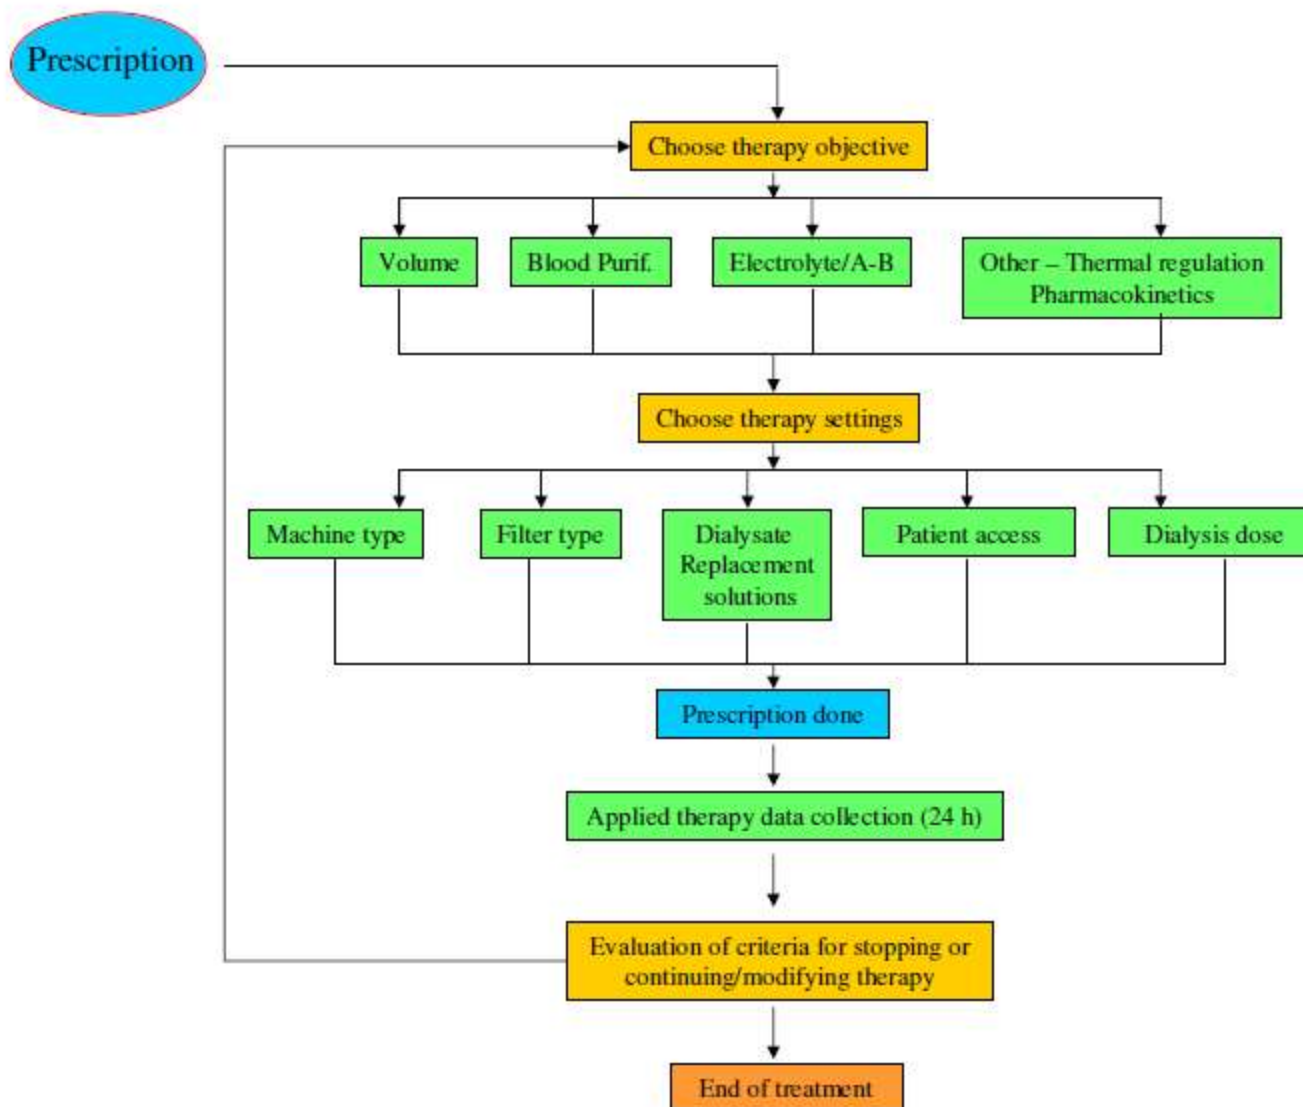 Prescription
Choose therapy objective
Volume
Blood Purif.
Electrolyte/A-B
Other – Thermal regulation
Pharmacokinetics
Choose therapy settings
Machine type
Filter type
Dialysate
Replacement
solutions
Patient access
Dialysis dose
Prescription done
Applied therapy data collection (24 h)
Evaluation of criteria for stopping or
continuing/modifying therapy
End of treatment